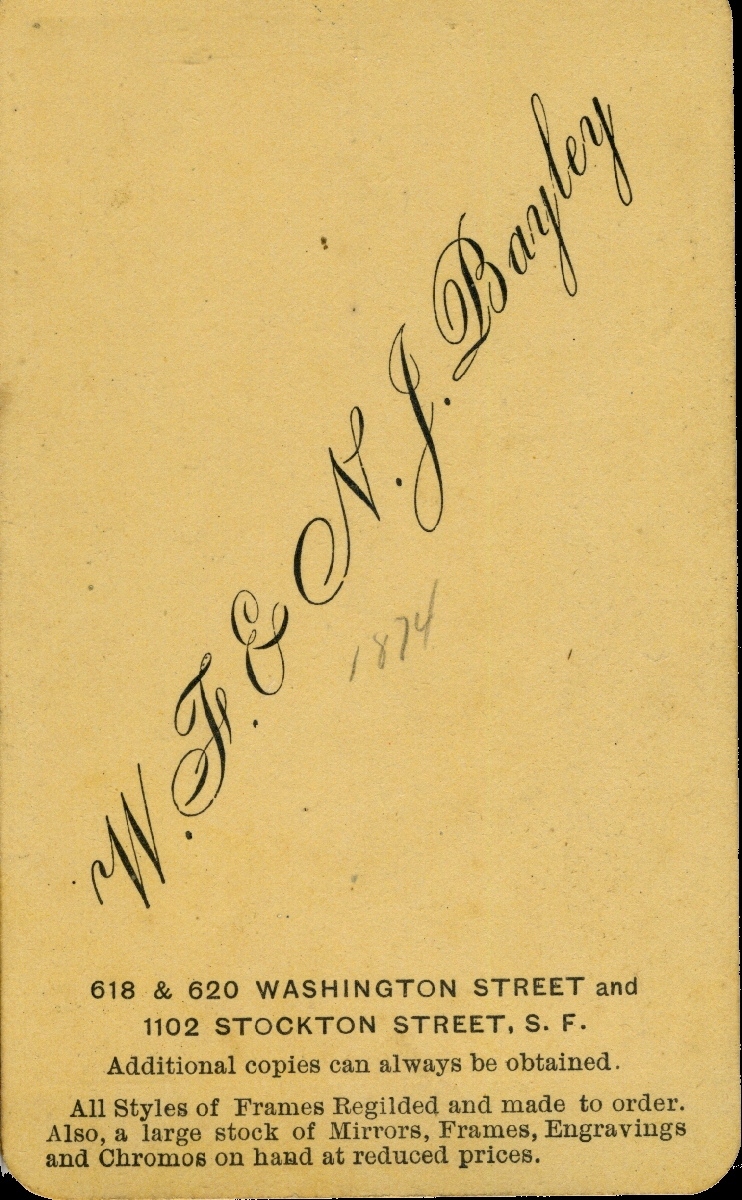 W. F. & N. J. Bayley
1874
618 & 620 WASHINGTON STREET and
1102 STOCKTON STREET, S. F.
Additional copies can always be obtained.
All Styles of Frames Regilded and made to order.
Also, a large stock of Mirrors, Frames, Engravings
and Chromos on hand at reduced prices.